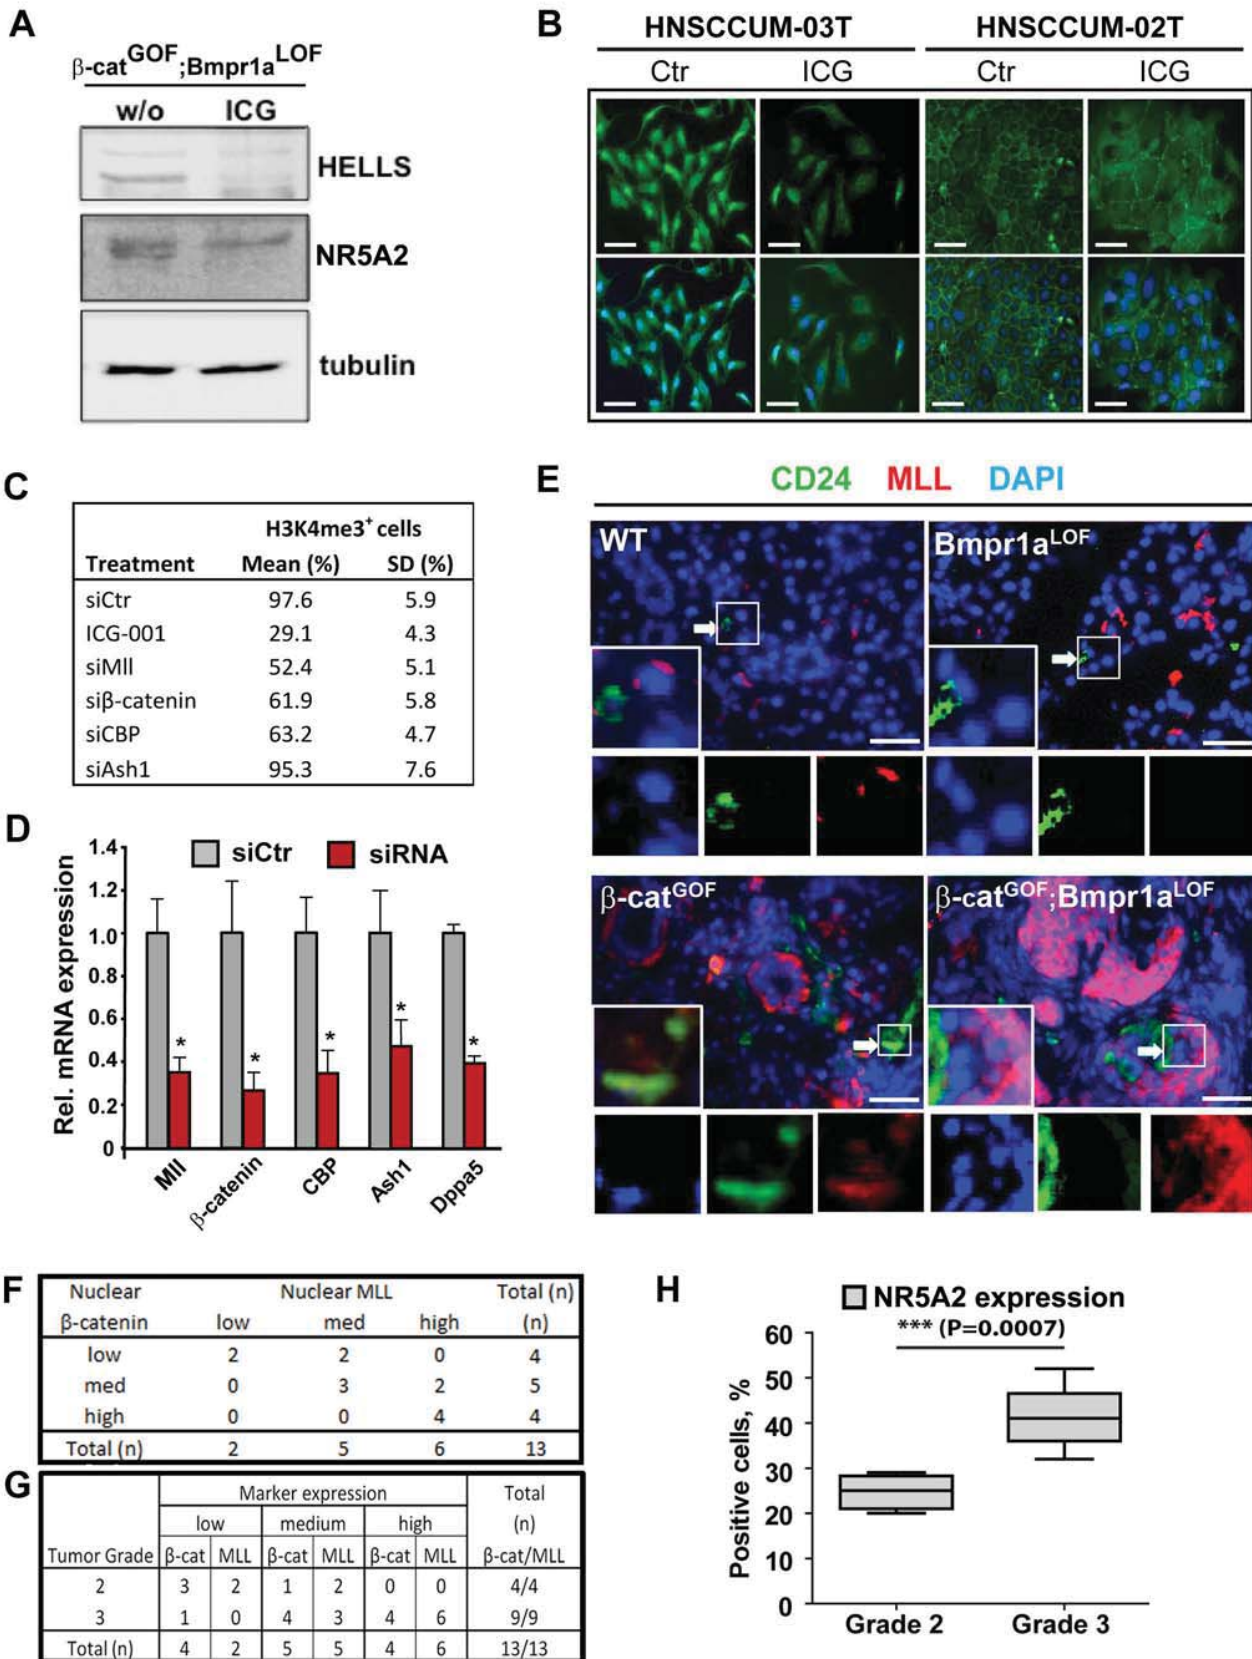 A
β-cat^GOF;Bmpr1a^LOF
w/o ICG
HELLS
NR5A2
tubulin
B
HNSCCUM-03T HNSCCUM-02T
Ctr ICG Ctr ICG
C
H3K4me3⁺ cells
Treatment Mean (%) SD (%)
siCtr 97.6 5.9
ICG-001 29.1 4.3
siMll 52.4 5.1
siβ-catenin 61.9 5.8
siCBP 63.2 4.7
siAsh1 95.3 7.6
D
siCtr siRNA
Rel. mRNA expression
1.4
1.2
1.0
0.8
0.6
0.4
0.2
0
* * * * *
Mll β-catenin CBP Ash1 Dppa5
E
CD24 MLL DAPI
WT
Bmpr1a^LOF
β-cat^GOF
β-cat^GOF;Bmpr1a^LOF
F
Nuclear Nuclear MLL Total (n)
β-catenin low med high (n)
low 2 2 0 4
med 0 3 2 5
high 0 0 4 4
Total (n) 2 5 6 13
G
Marker expression Total
low medium high (n)
Tumor Grade β-cat MLL β-cat MLL β-cat MLL β-cat/MLL
2 3 2 1 2 0 0 4/4
3 1 0 4 3 4 6 9/9
Total (n) 4 2 5 5 4 6 13/13
H
NR5A2 expression
*** (P=0.0007)
Positive cells, %
60
50
40
30
20
10
0
Grade 2 Grade 3